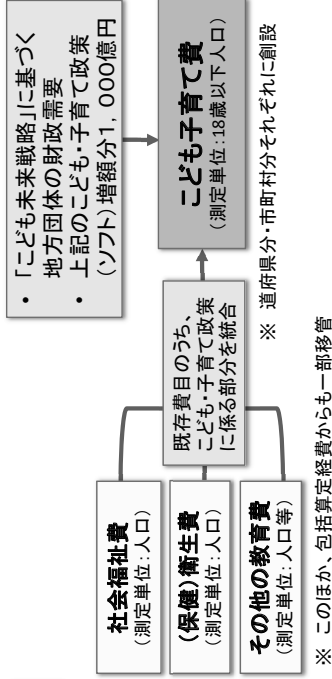 社会福祉費
(測定単位:人口)
(保健)衛生費
(測定単位:人口)
その他の教育費
(測定単位:人口等)
※ このほか、包括算定経費からも一部移管
既存費目のうち、
こども・子育て政策
に係る部分を統合
・ 「こども未来戦略」に基づく
地方団体の財政需要
・ 上記のこども・子育て政策
(ソフト)増額分1,000億円
こども子育て費
(測定単位:18歳以下人口)
※ 道府県分・市町村分それぞれに創設